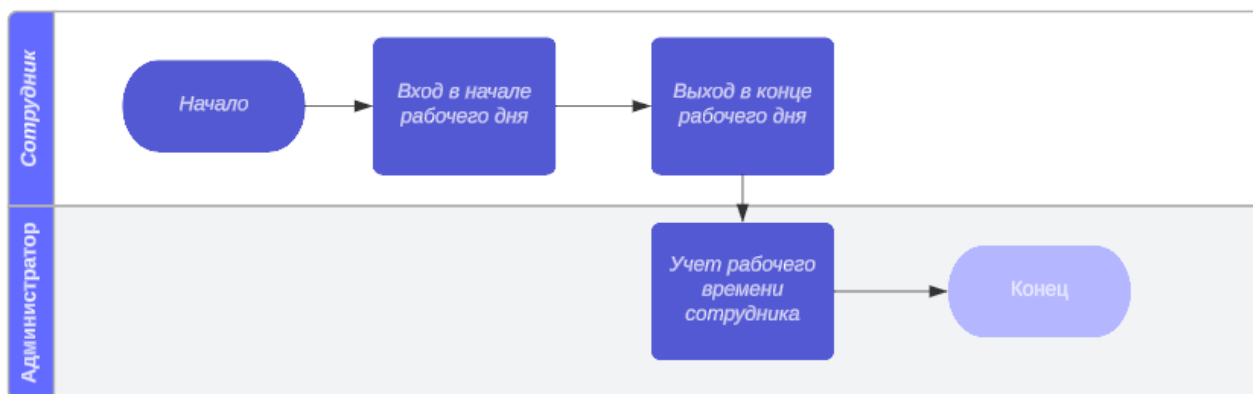 Сотрудник
Начало
Вход в начале
рабочего дня
Выход в конце
рабочего дня
Администратор
Учет рабочего
времени
сотрудника
Конец